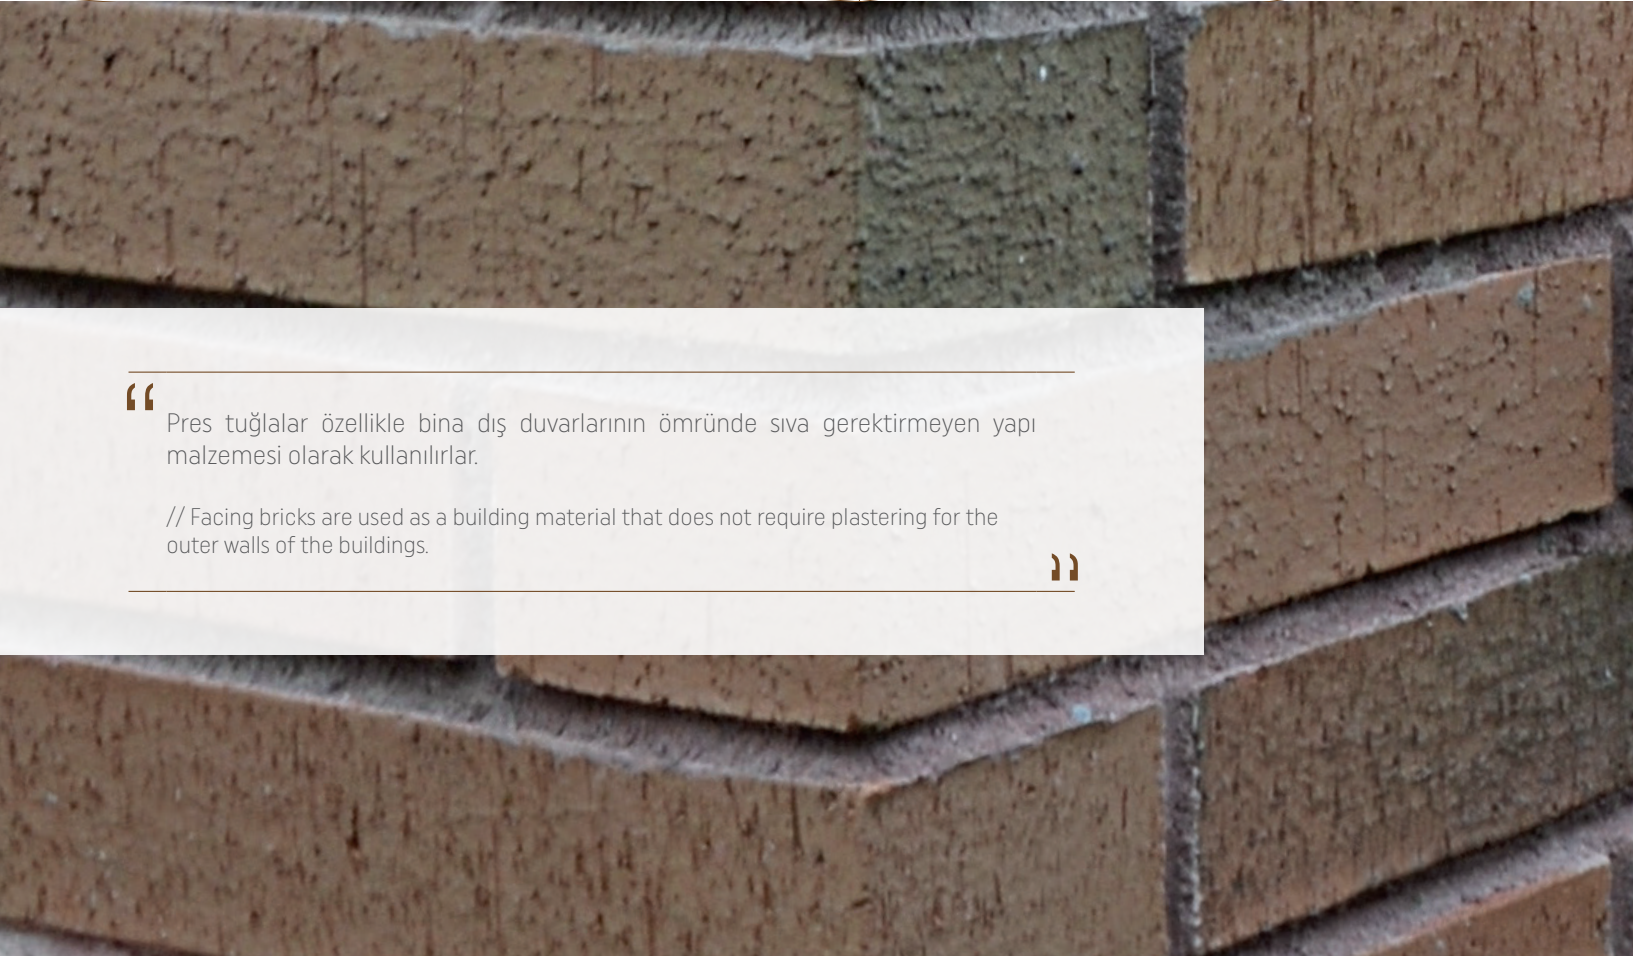 “
Pres tuğlalar özellikle bina dış duvarlarının ömründe sıva gerektirmeyen yapı
malzemesi olarak kullanılırlar.
// Facing bricks are used as a building material that does not require plastering for the
outer walls of the buildings.
”